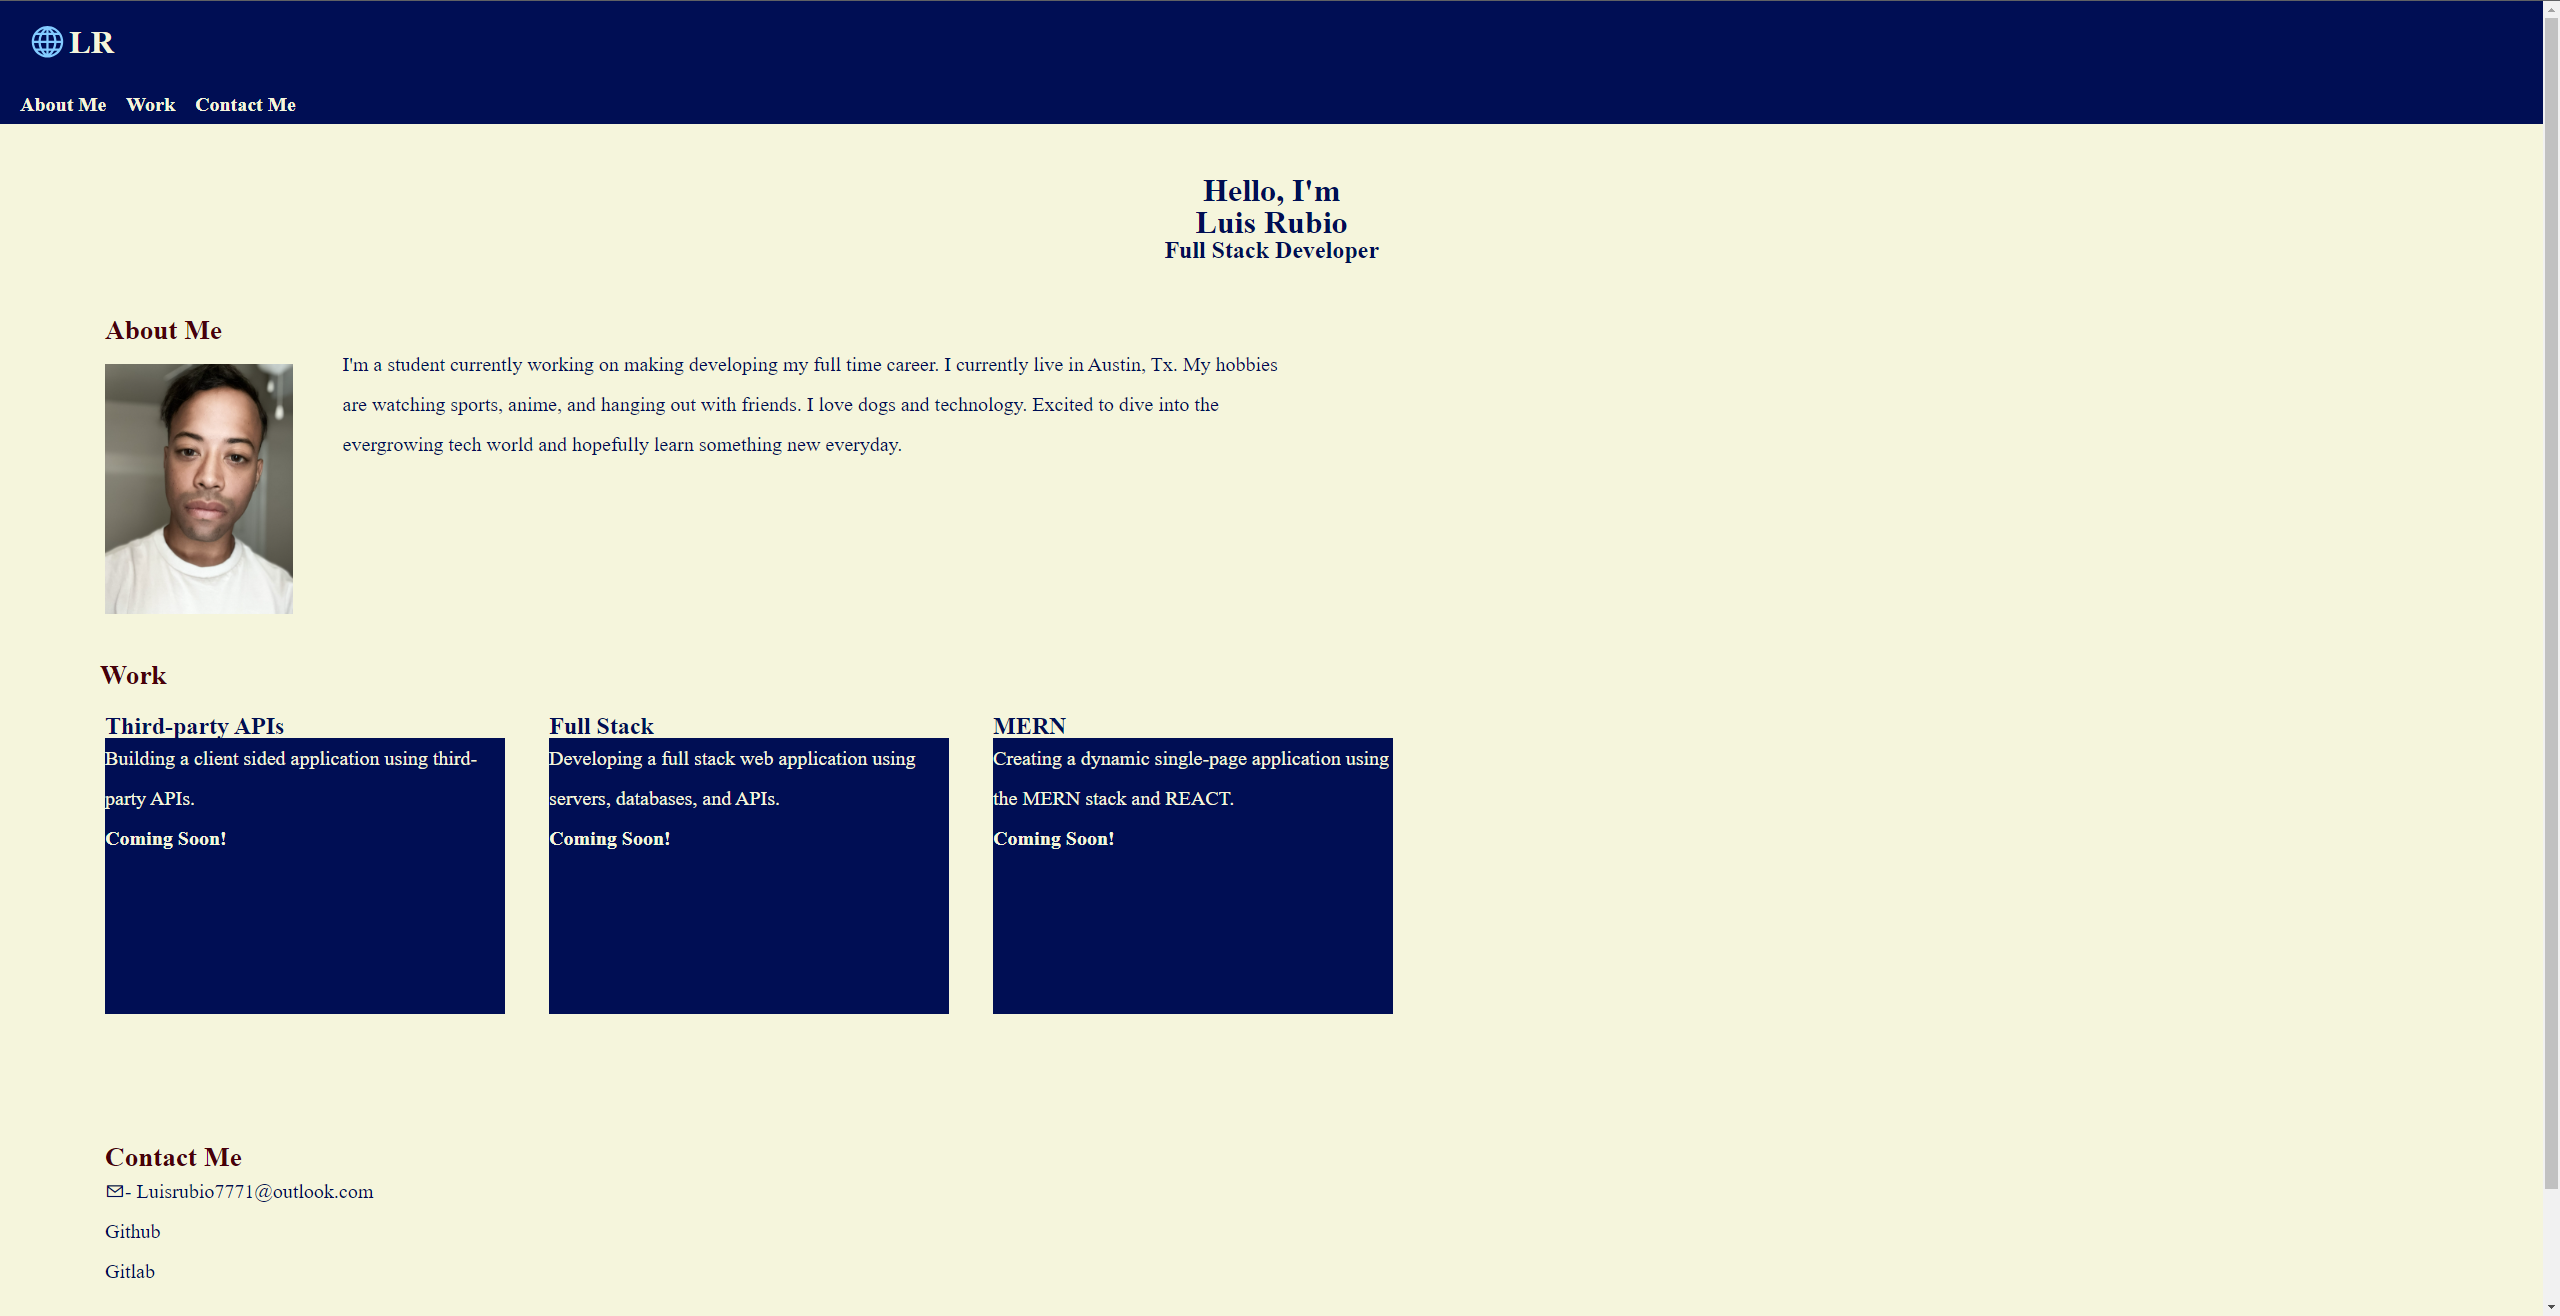 LR
About Me Work Contact Me
Hello, I'm
Luis Rubio
Full Stack Developer
About Me
I'm a student currently working on making developing my full time career. I currently live in Austin, Tx. My hobbies
are watching sports, anime, and hanging out with friends. I love dogs and technology. Excited to dive into the
evergrowing tech world and hopefully learn something new everyday.
Work
Third-party APIs
Building a client sided application using third-
party APIs.
Coming Soon!
Full Stack
Developing a full stack web application using
servers, databases, and APIs.
Coming Soon!
MERN
Creating a dynamic single-page application using
the MERN stack and REACT.
Coming Soon!
Contact Me
- Luisrubio7771@outlook.com
Github
Gitlab